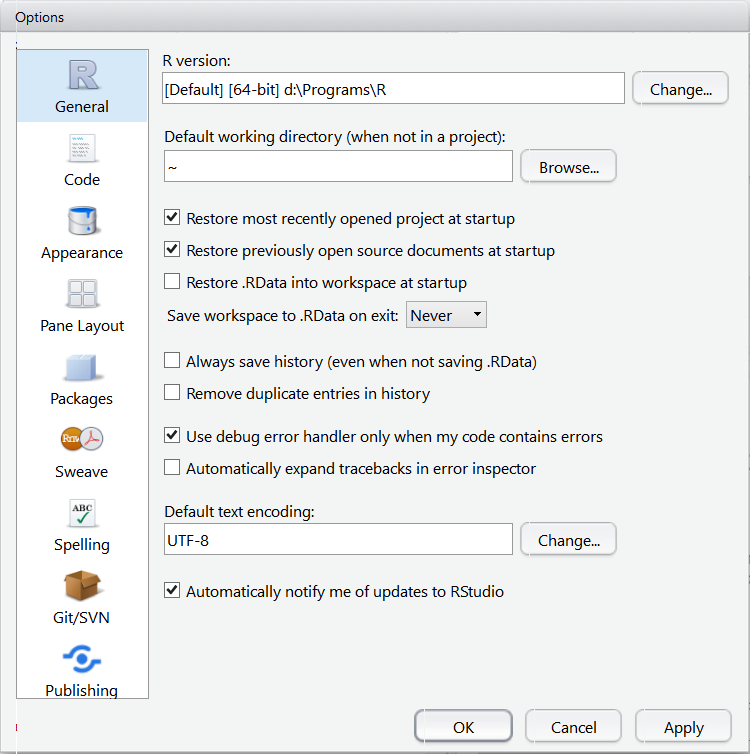 Options
R
General
Code
Appearance
Pane Layout
Packages
Rnw
Sweave
ABC
Spelling
Git/SVN
Publishing
R version:
[Default] [64-bit] d:\Programs\R
Change...
Default working directory (when not in a project):
~
Browse...
Restore most recently opened project at startup
Restore previously open source documents at startup
Restore .RData into workspace at startup
Save workspace to .RData on exit: Never
Always save history (even when not saving .RData)
Remove duplicate entries in history
Use debug error handler only when my code contains errors
Automatically expand tracebacks in error inspector
Default text encoding:
UTF-8
Change...
Automatically notify me of updates to RStudio
OK
Cancel
Apply